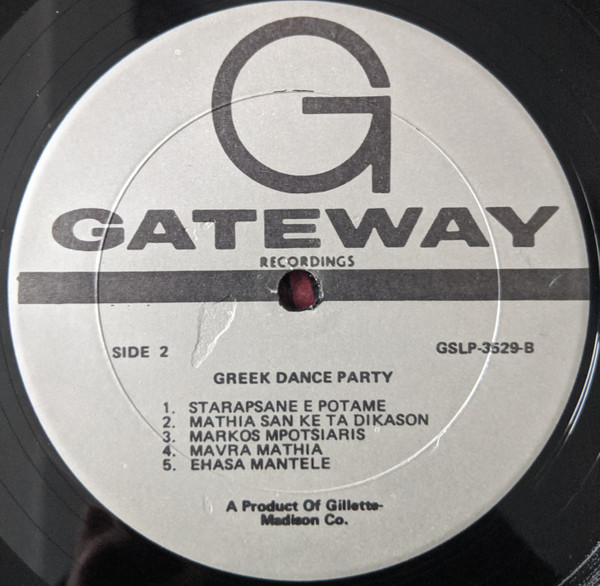 G
GATEWAY
RECORDINGS
SIDE 2
GSLP-3529-B
GREEK DANCE PARTY
1. STARAPSANE E POTAME
2. MATHIA SAN KE TA DIKASON
3. MARKOS MPOTSIARIS
4. MAVRA MATHIA
5. EHASA MANTELE
A Product Of Gillette-
Madison Co.